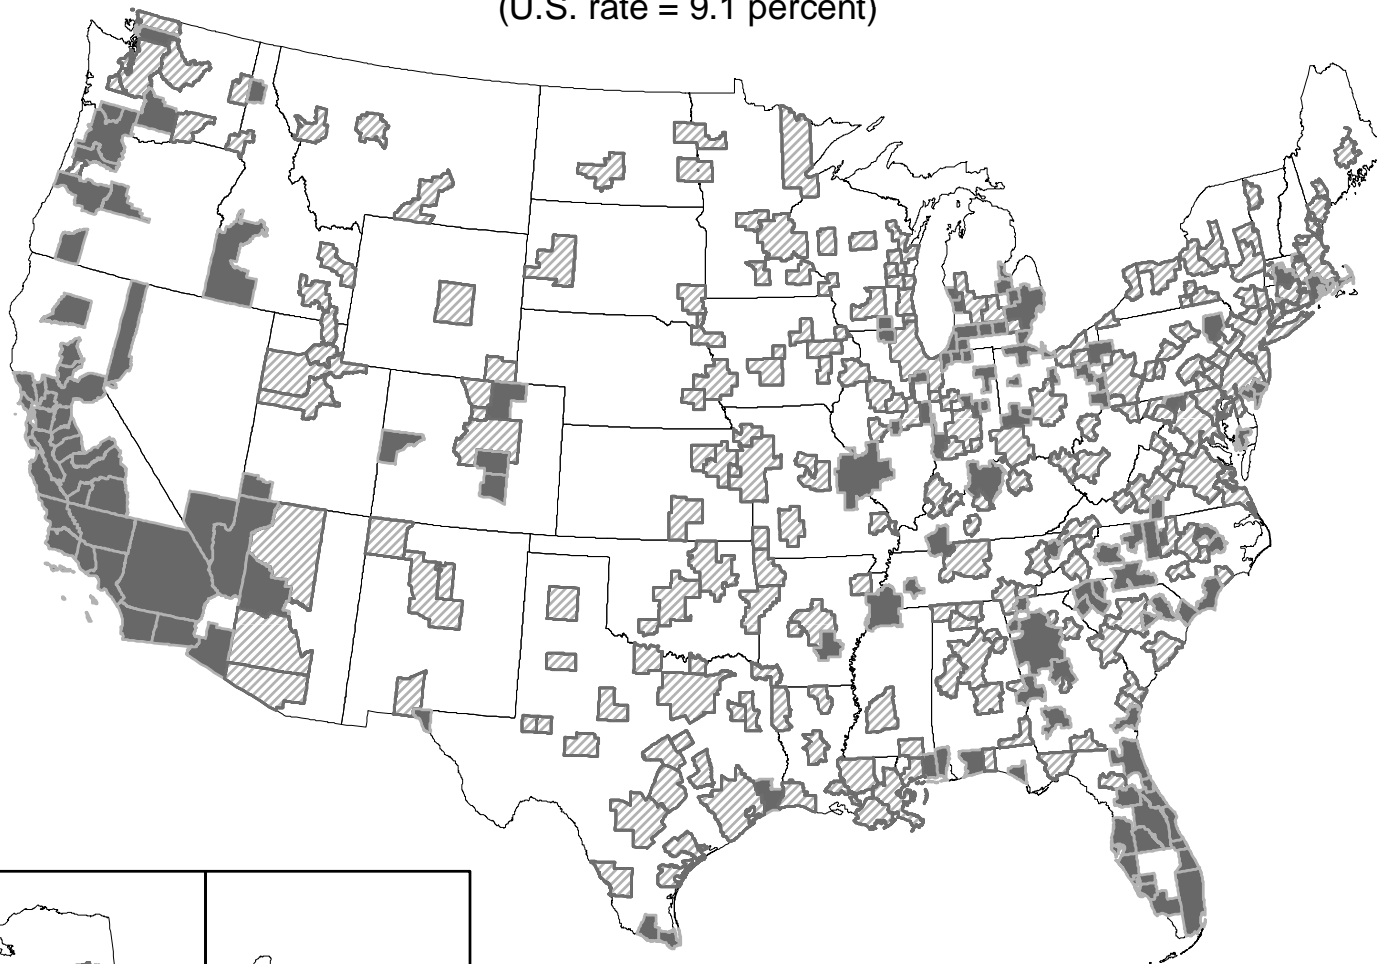 (U.S. rate = 9.1 percent)